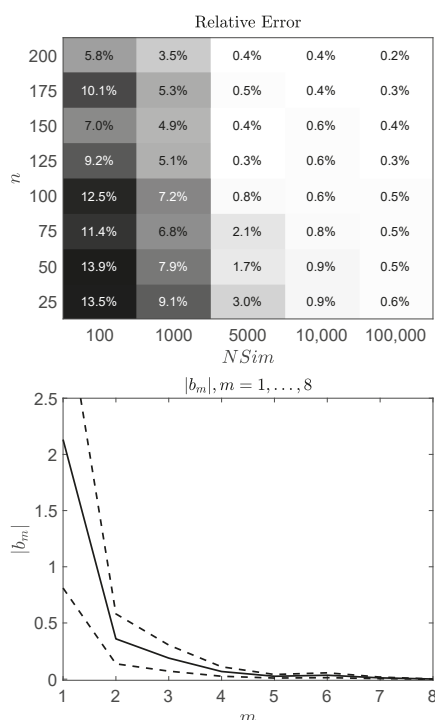 Relative Error
200 5.8% 3.5% 0.4% 0.4% 0.2%
175 10.1% 5.3% 0.5% 0.4% 0.3%
150 7.0% 4.9% 0.4% 0.6% 0.4%
125 9.2% 5.1% 0.3% 0.6% 0.3%
100 12.5% 7.2% 0.8% 0.6% 0.5%
75 11.4% 6.8% 2.1% 0.8% 0.5%
50 13.9% 7.9% 1.7% 0.9% 0.5%
25 13.5% 9.1% 3.0% 0.9% 0.6%
n
100 1000 5000 10,000 100,000
NSim
|b_m|, m = 1, . . . , 8
2.5
2
1.5
1
0.5
0
|b_m|
1 2 3 4 5 6 7 8
m